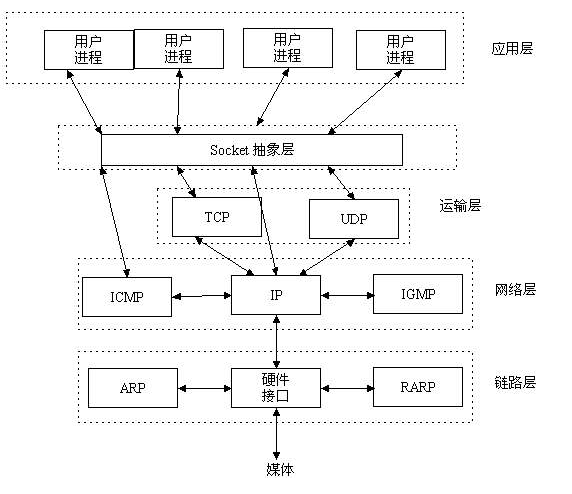 用户 用户 用户 用户
进程 进程 进程 进程
应用层
Socket 抽象层
TCP UDP
运输层
ICMP IP IGMP
网络层
ARP 硬件 RARP
接口
链路层
媒体